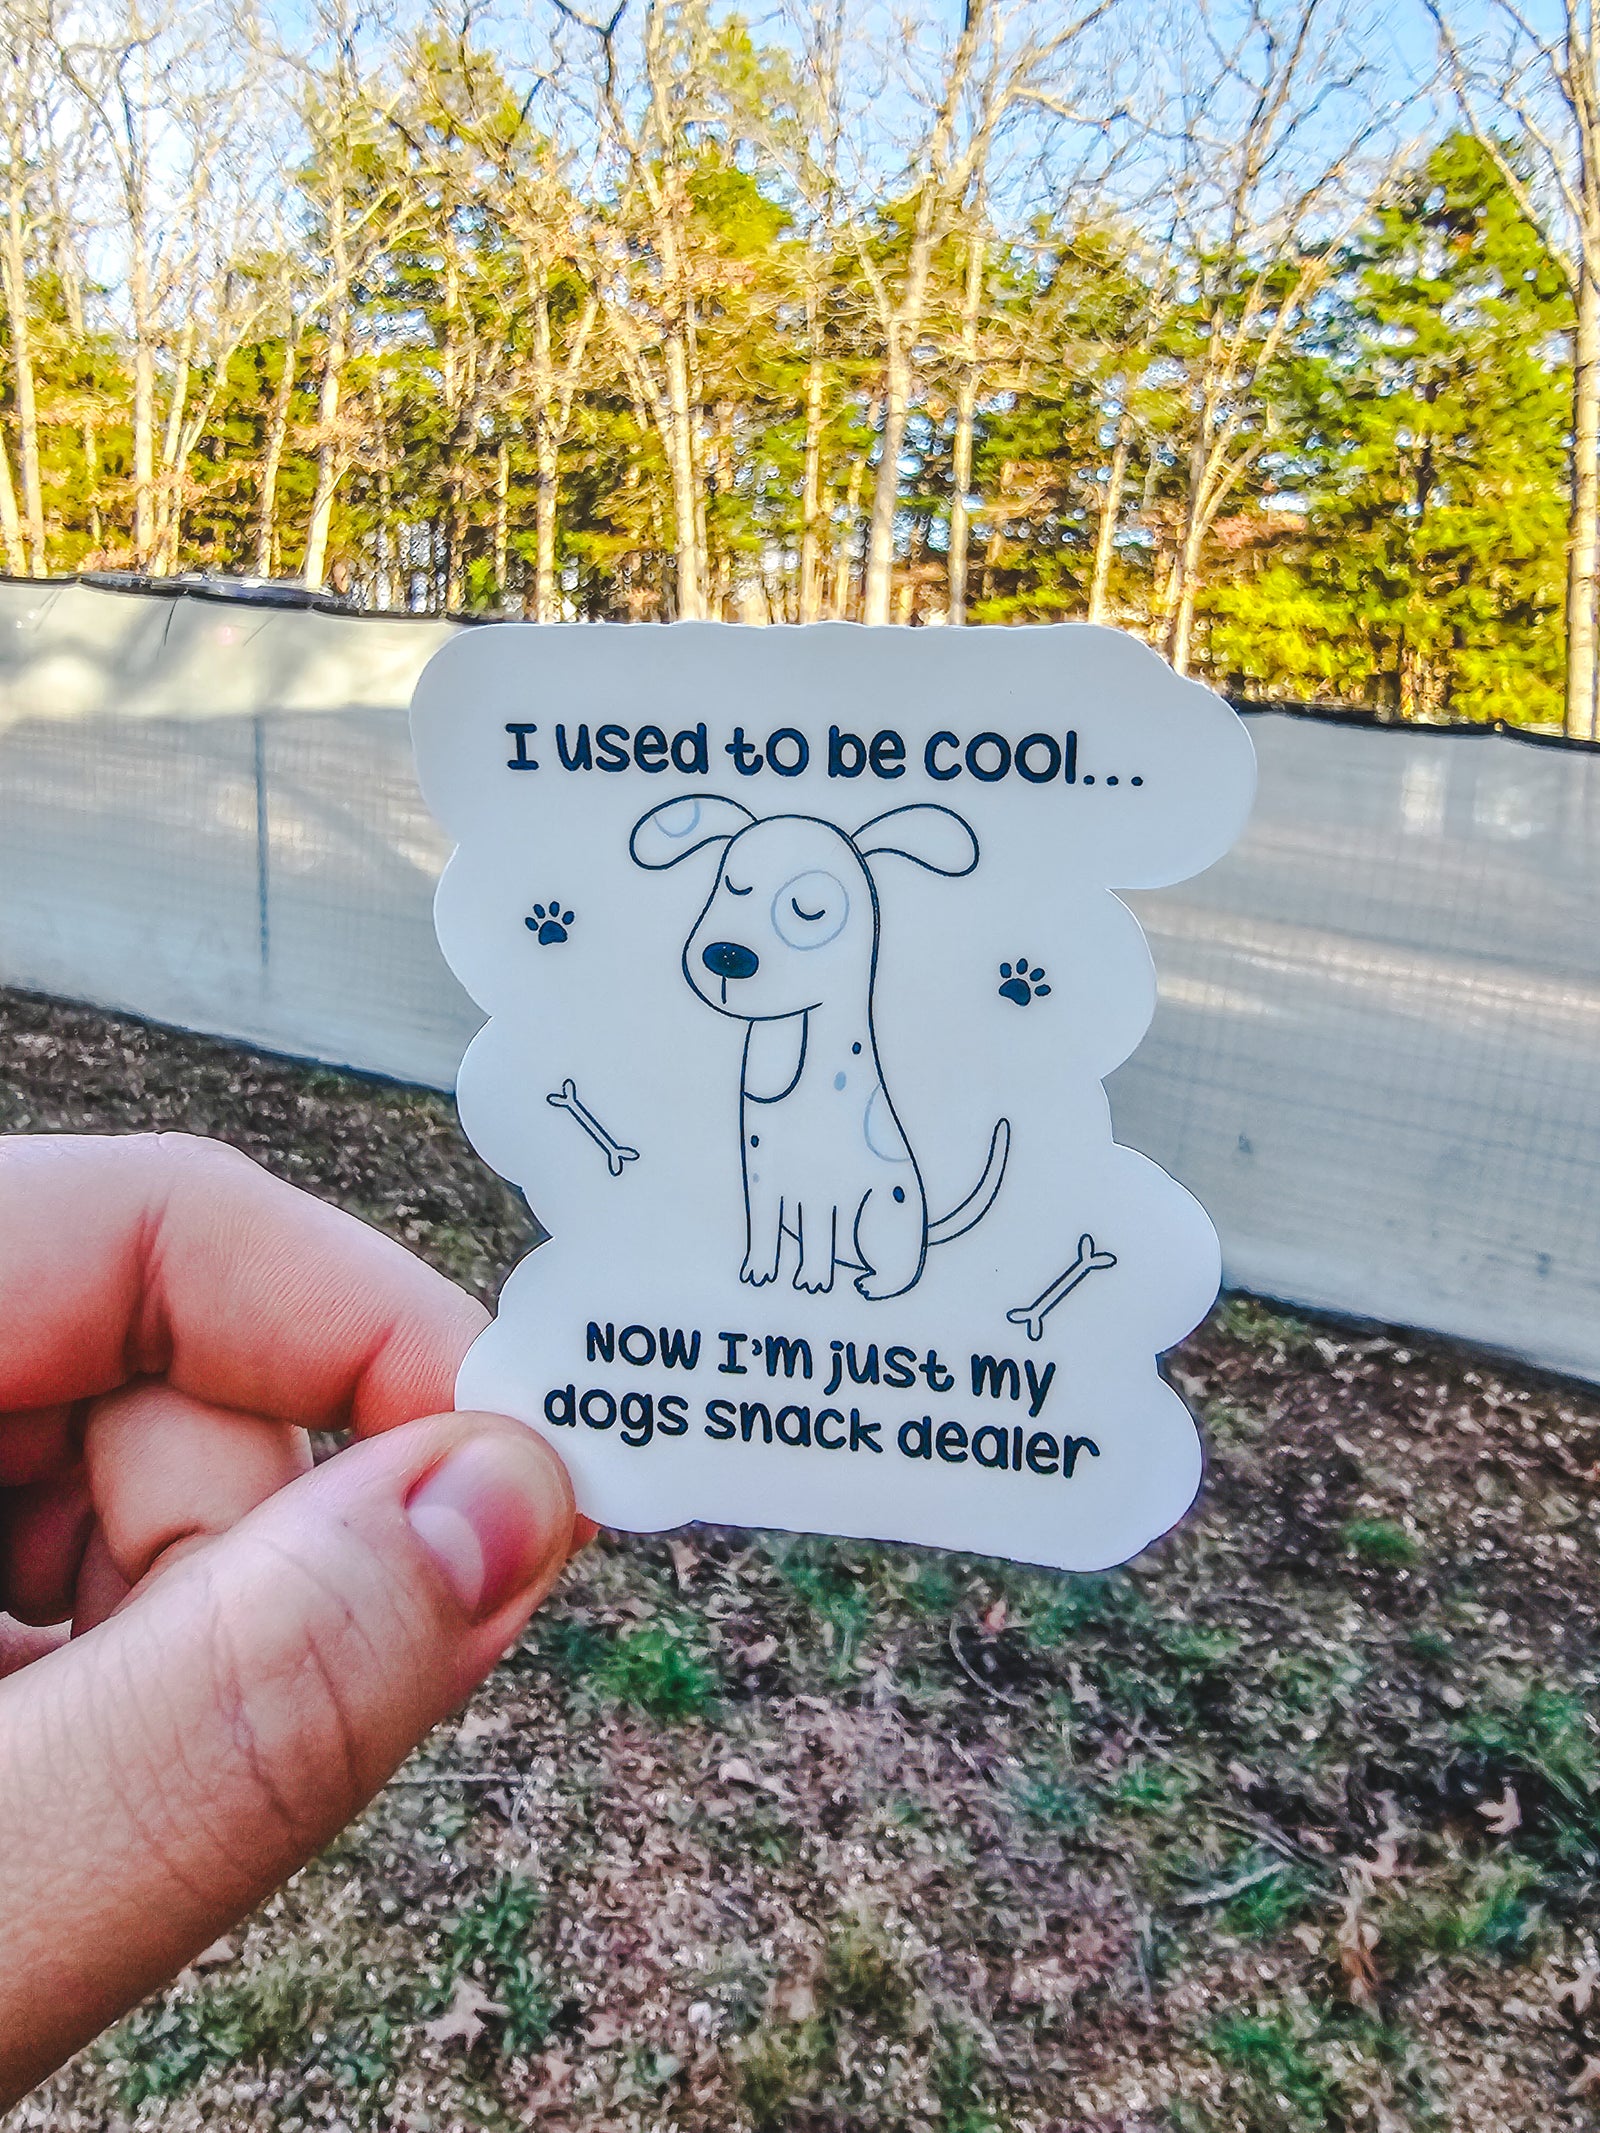 I used to be cool...
NOW I'm just my
dogs snack dealer